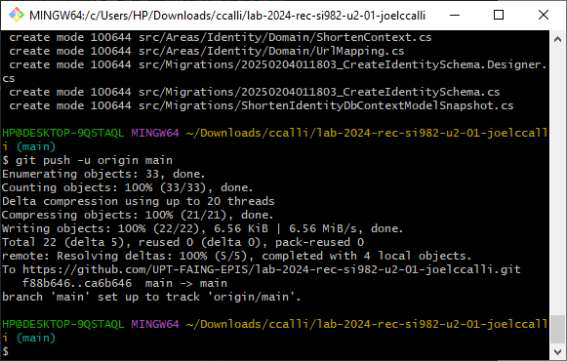 MINGW64:/c/Users/HP/Downloads/ccalli/lab-2024-rec-si982-u2-01-joelccalli
create mode 100644 src/Areas/Identity/Domain/ShortenContext.cs
create mode 100644 src/Areas/Identity/Domain/UrlMapping.cs
create mode 100644 src/Migrations/20250204011803_CreateIdentitySchema.Designer.
cs
create mode 100644 src/Migrations/20250204011803_CreateIdentitySchema.cs
create mode 100644 src/Migrations/ShortenIdentityDbContextModelSnapshot.cs
HP@DESKTOP-9QSTAQL MINGW64 ~/Downloads/ccalli/lab-2024-rec-si982-u2-01-joelccall
i (main)
$ git push -u origin main
Enumerating objects: 33, done.
Counting objects: 100% (33/33), done.
Delta compression using up to 20 threads
Compressing objects: 100% (21/21), done.
Writing objects: 100% (22/22), 6.56 KiB | 6.56 MiB/s, done.
Total 22 (delta 5), reused 0 (delta 0), pack-reused 0
remote: Resolving deltas: 100% (5/5), completed with 4 local objects.
To https://github.com/UPT-FAING-EPIS/lab-2024-rec-si982-u2-01-joelccalli.git
f88b646..ca6b646 main -> main
branch 'main' set up to track 'origin/main'.
HP@DESKTOP-9QSTAQL MINGW64 ~/Downloads/ccalli/lab-2024-rec-si982-u2-01-joelccall
i (main)
$